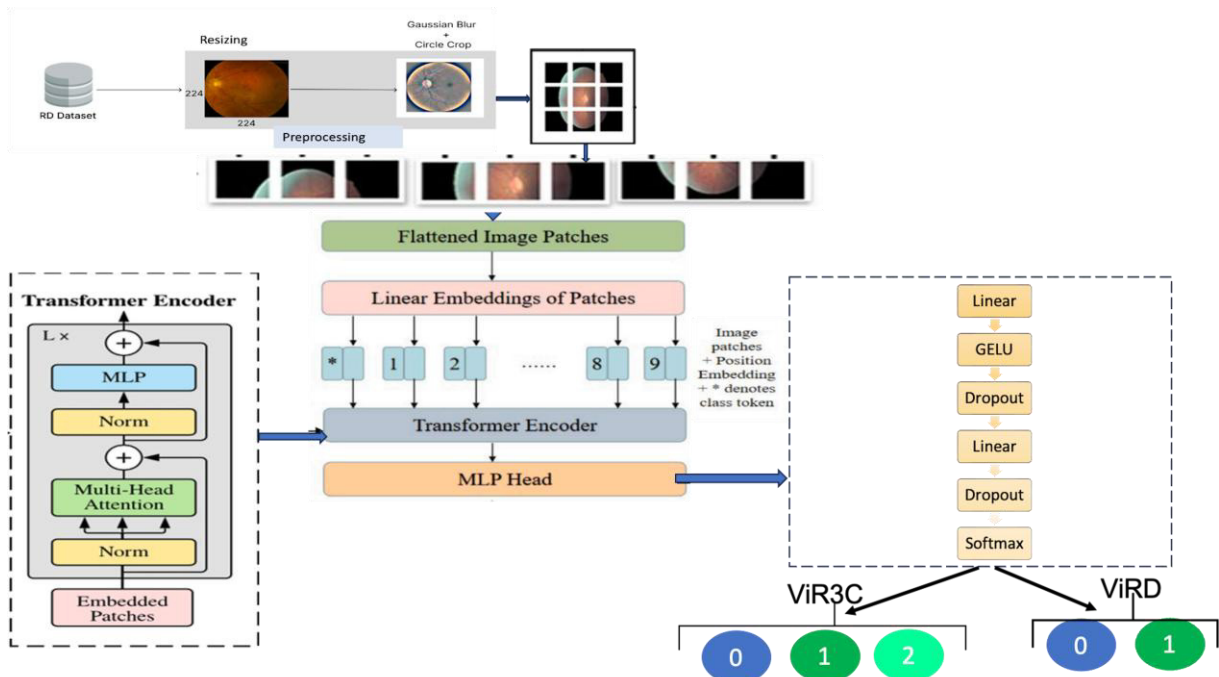 Gaussian Blur
+
Circle Crop
Resizing
RD Dataset
224
224
Preprocessing
Flattened Image Patches
Linear Embeddings of Patches
* 1 2 ...... 8 9
Image
patches
+ Position
Embedding
+ * denotes
class token
Transformer Encoder
MLP Head
Transformer Encoder
L ×
+
MLP
Norm
+
Multi-Head
Attention
Norm
Embedded
Patches
Linear
GELU
Dropout
Linear
Dropout
Softmax
ViR3C
0 1 2
ViRD
0 1